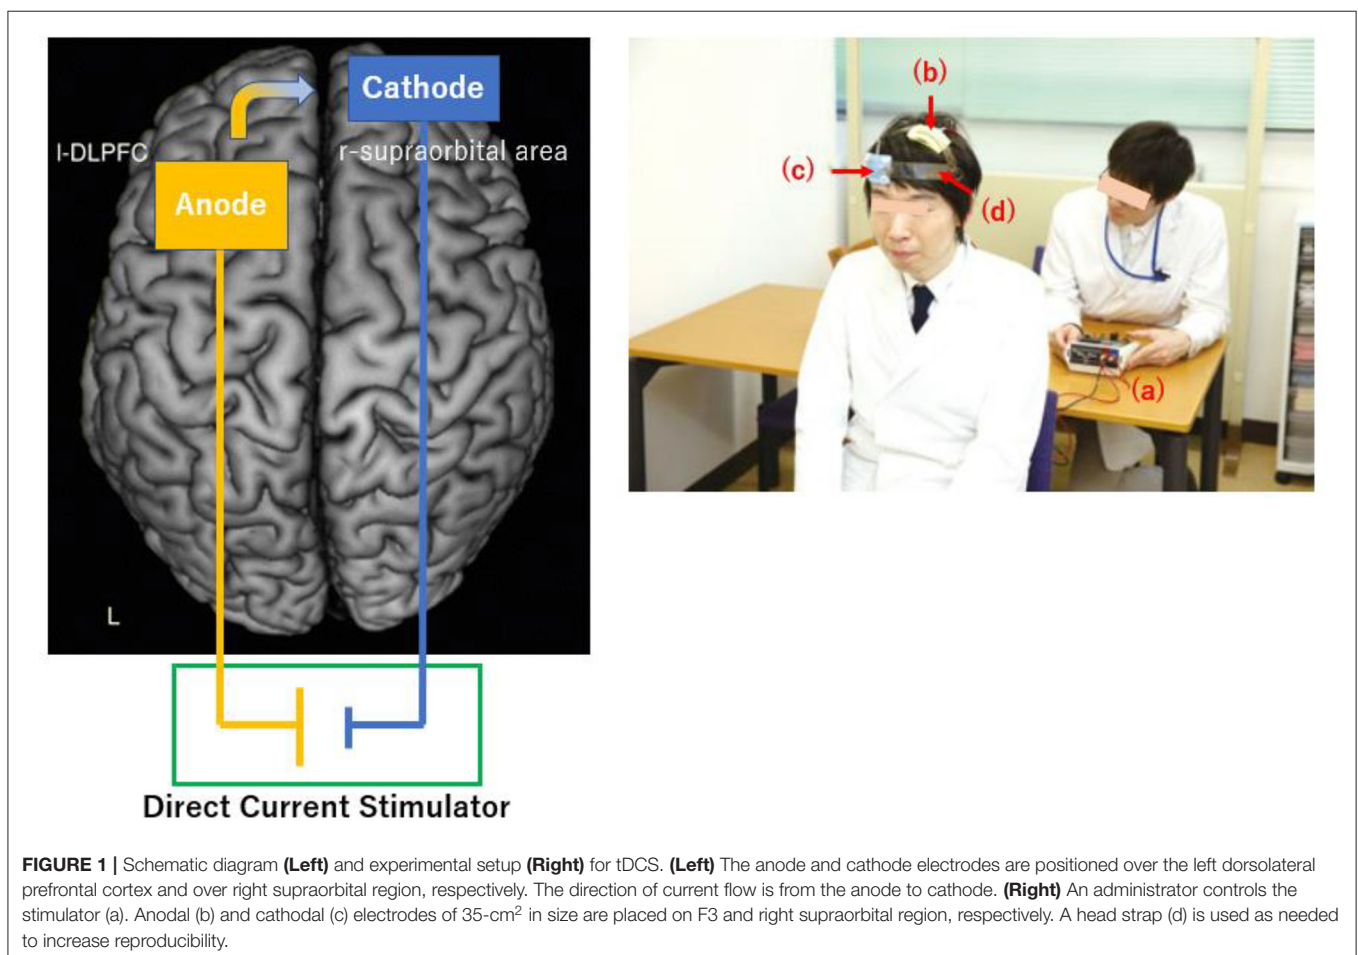 Cathode
l-DLPFC
r-supraorbital area
Anode
L
Direct Current Stimulator
(b)
(c)
(d)
(a)
FIGURE 1 | Schematic diagram (Left) and experimental setup (Right) for tDCS. (Left) The anode and cathode electrodes are positioned over the left dorsolateral
prefrontal cortex and over right supraorbital region, respectively. The direction of current flow is from the anode to cathode. (Right) An administrator controls the
stimulator (a). Anodal (b) and cathodal (c) electrodes of 35-cm² in size are placed on F3 and right supraorbital region, respectively. A head strap (d) is used as needed
to increase reproducibility.